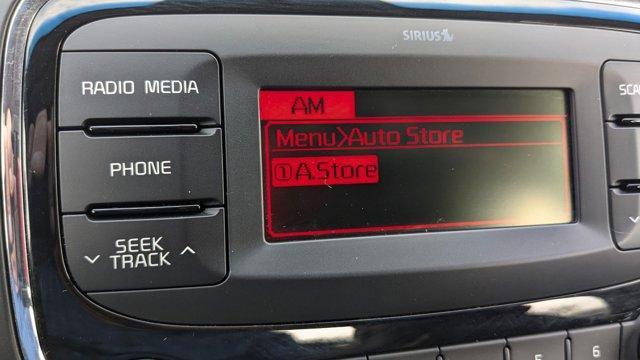 SIRIUS
RADIO MEDIA
PHONE
SEEK
TRACK
AM
Menu>Auto Store
①A.Store
6